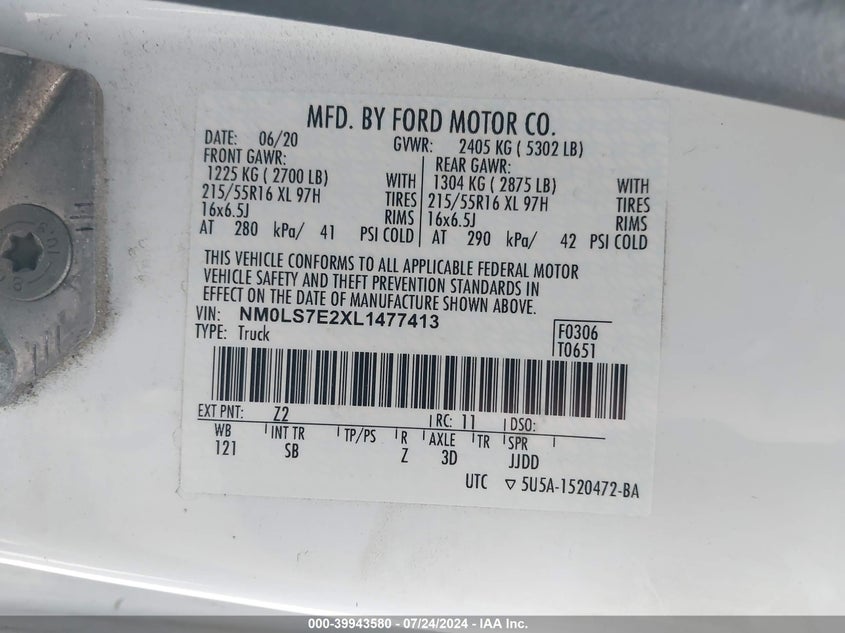 MFD. BY FORD MOTOR CO.
DATE: 06/20 GVWR: 2405 KG ( 5302 LB)
FRONT GAWR: REAR GAWR:
1225 KG ( 2700 LB) WITH 1304 KG ( 2875 LB) WITH
215/55R16 XL 97H TIRES 215/55R16 XL 97H TIRES
16x6.5J RIMS 16x6.5J RIMS
AT 280 kPa/ 41 PSI COLD AT 290 kPa/ 42 PSI COLD
THIS VEHICLE CONFORMS TO ALL APPLICABLE FEDERAL MOTOR
VEHICLE SAFETY AND THEFT PREVENTION STANDARDS IN
EFFECT ON THE DATE OF MANUFACTURE SHOWN ABOVE.
VIN: NM0LS7E2XL1477413 F0306
TYPE: Truck T0651
EXT PNT: Z2 RC: 11 DSO:
WB INT TR TP/PS R AXLE TR SPR
121 SB Z 3D JJDD
UTC ▽ 5U5A-1520472-BA
000-39943580 - 07/24/2024 - IAA Inc.